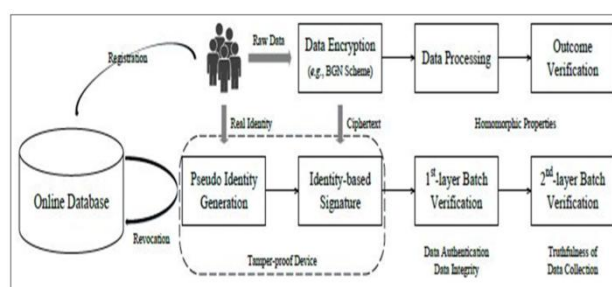 Raw Data
Data Encryption
(e.g., BGN Scheme)
Data Processing
Outcome
Verification
Registration
Real Identity
Ciphertext
Homomorphic Properties
Online Database
Pseudo Identity
Generation
Identity-based
Signature
1st-layer Batch
Verification
2nd-layer Batch
Verification
Revocation
Tamper-proof Device
Data Authentication
Data Integrity
Truthfulness of
Data Collection